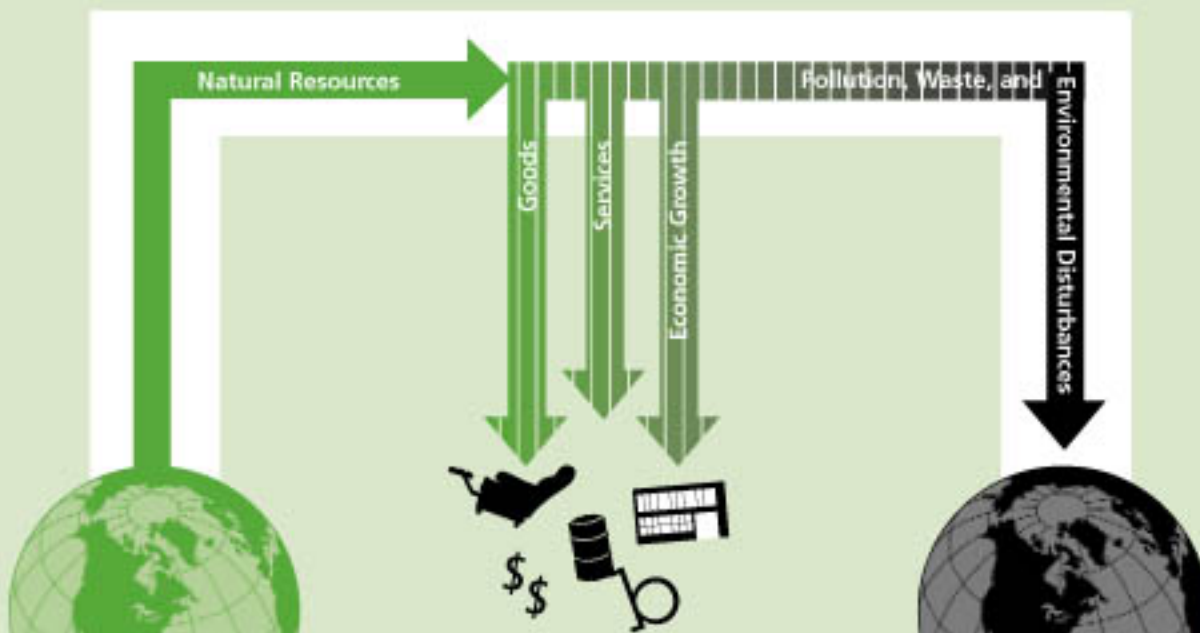 Natural Resources
Goods
Services
Economic Growth
Pollution, Waste, and
Environmental Disturbances
$
$